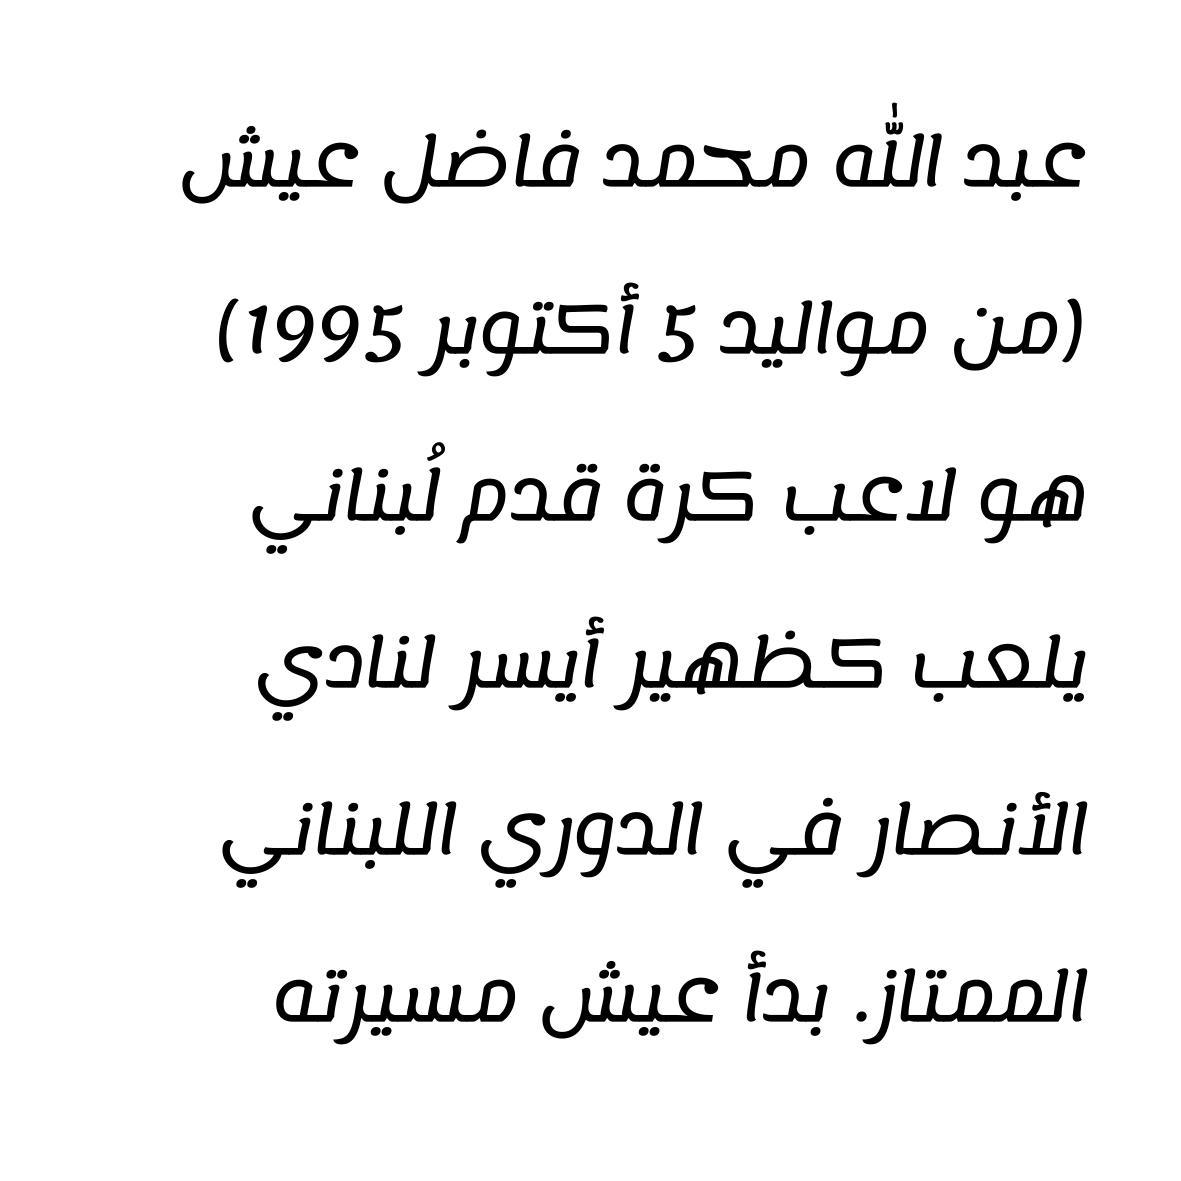 عبد الله محمد فاضل عيش
(من مواليد 5 أكتوبر 1995)
هو لاعب كرة قدم لُبناني
يلعب كظهير أيسر لنادي
الأنصار في الدوري اللبناني
الممتاز. بدأ عيش مسيرته